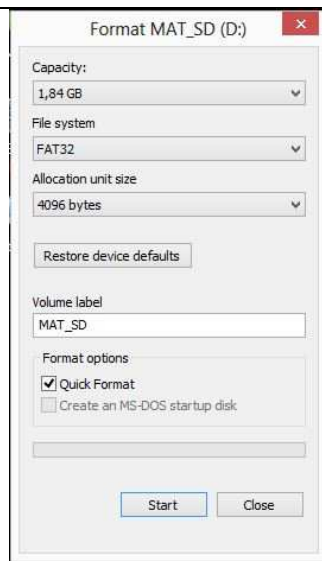 Format MAT_SD (D:)
Capacity:
1,84 GB
File system
FAT32
Allocation unit size
4096 bytes
Restore device defaults
Volume label
MAT_SD
Format options
Quick Format
Create an MS-DOS startup disk
Start Close